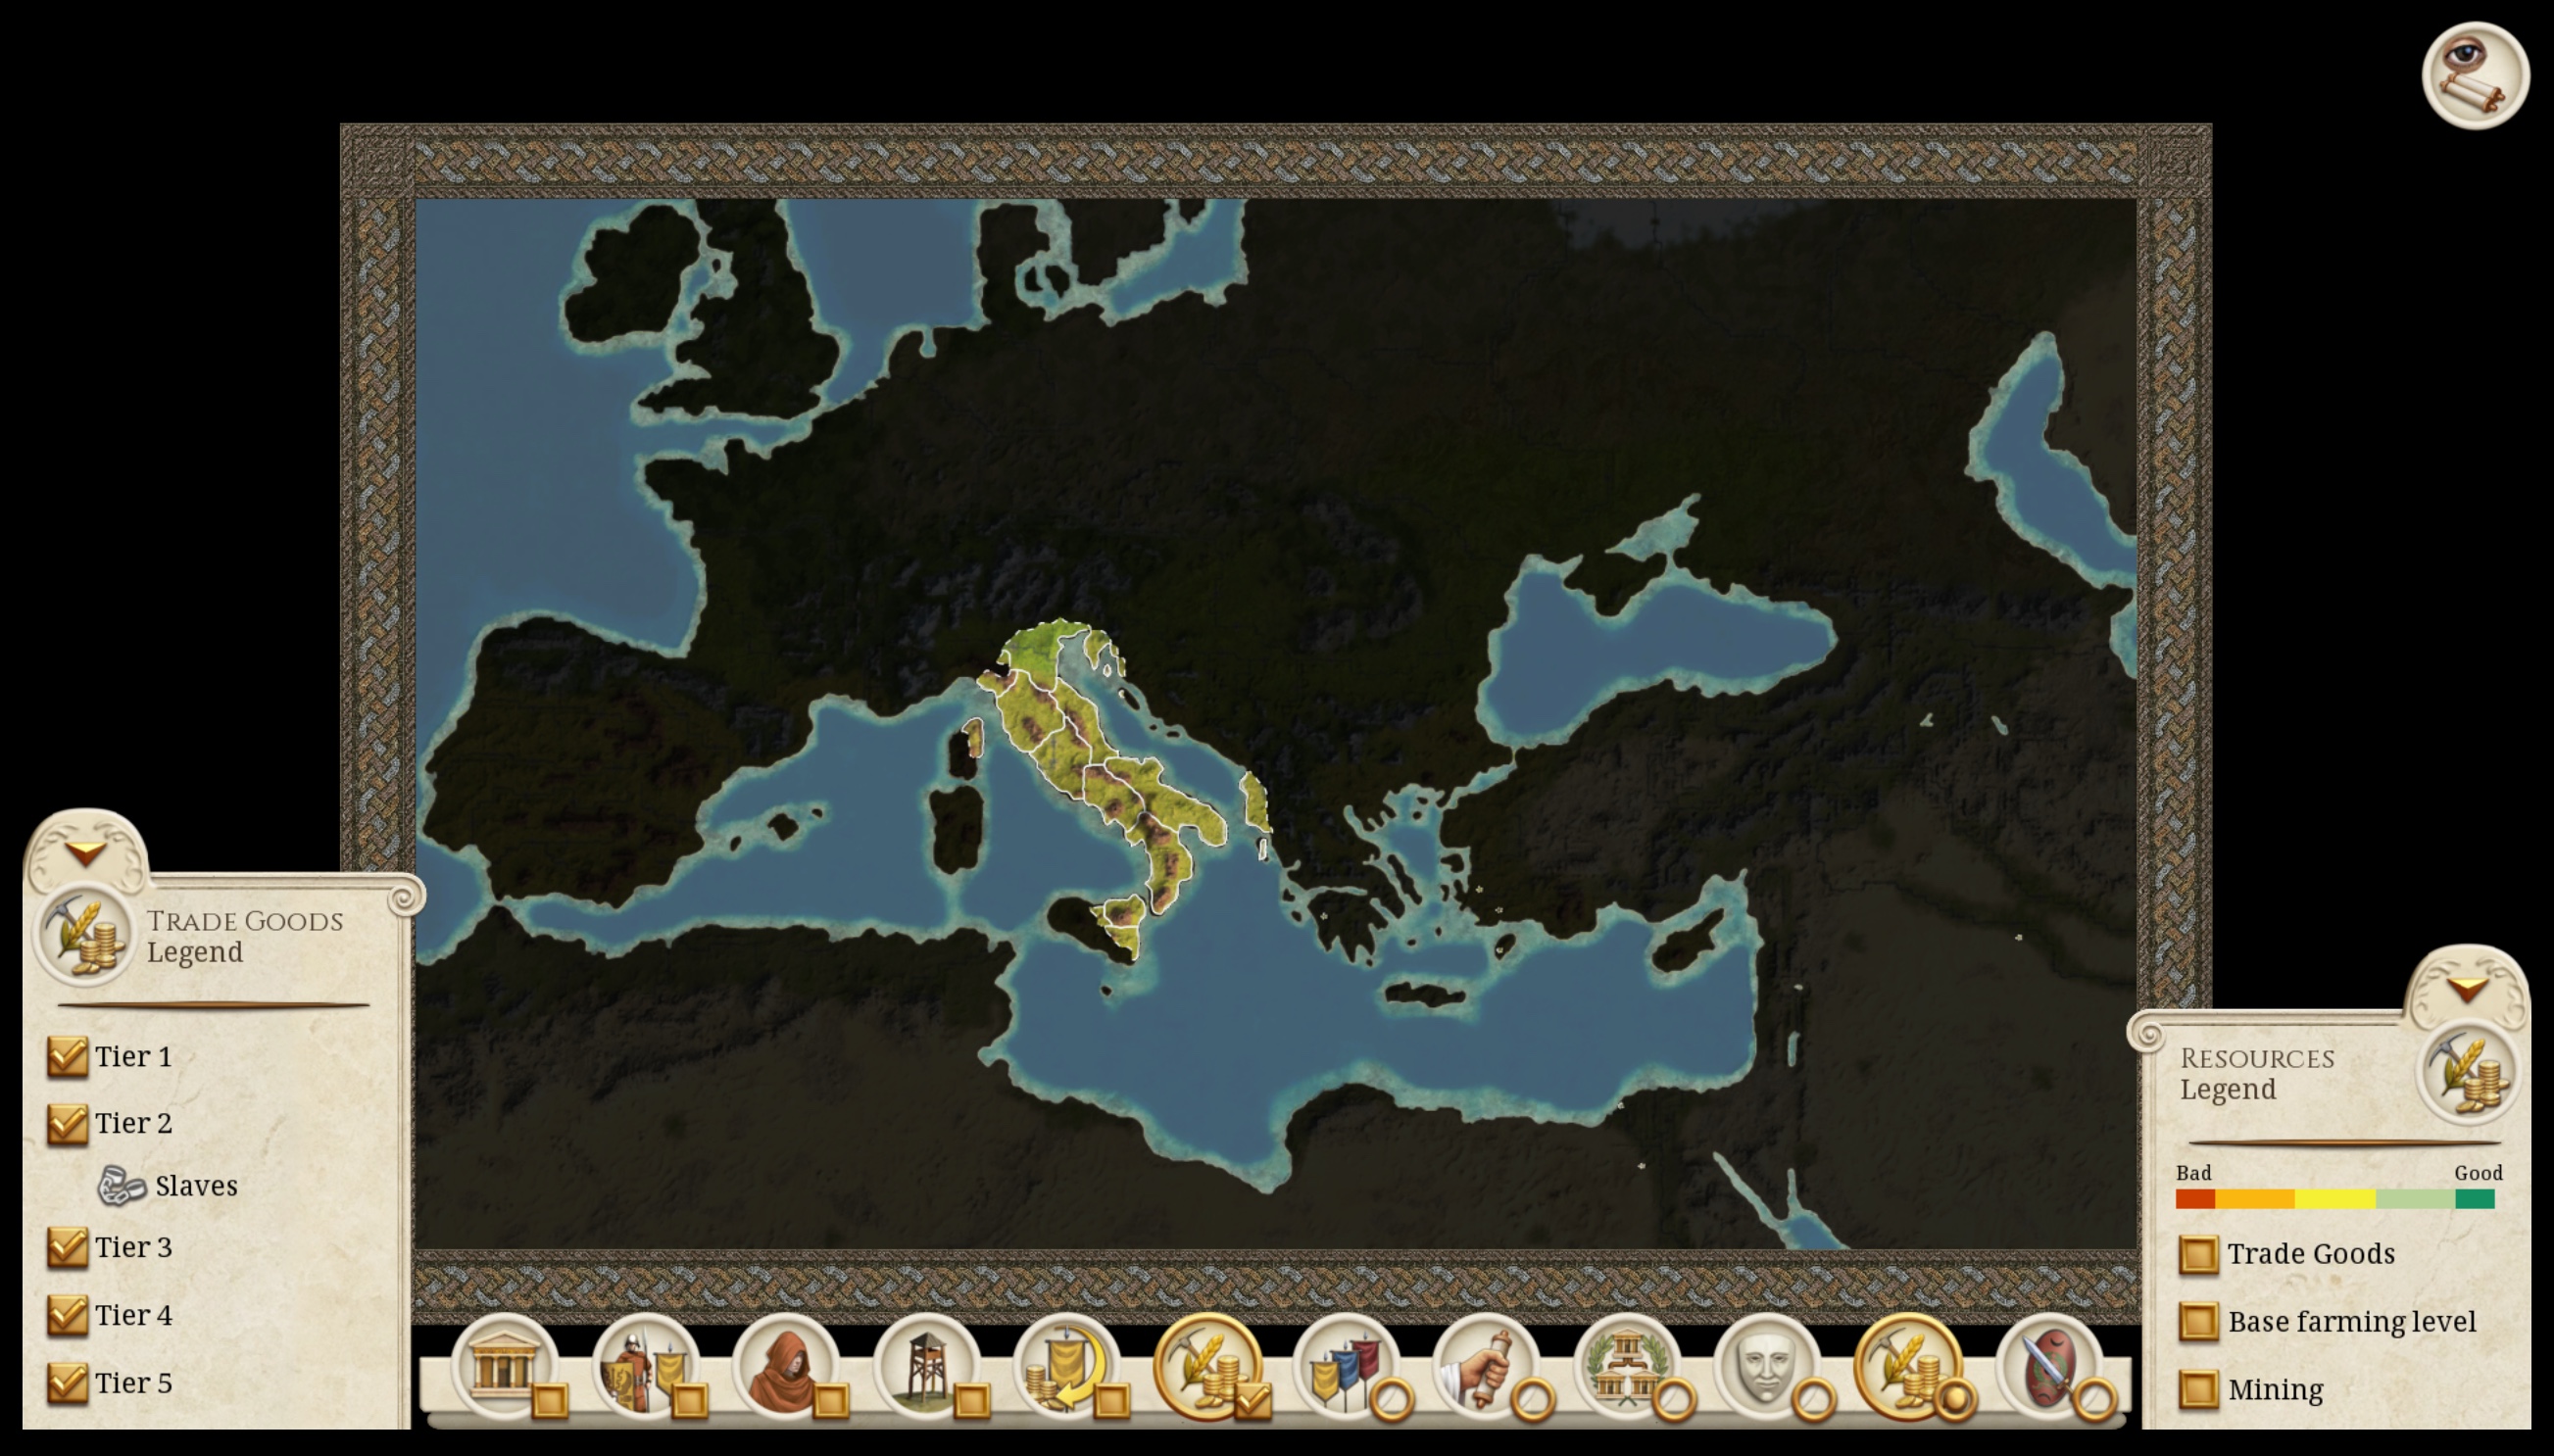 TRADE GOODS
Legend
Tier 1
Tier 2
Slaves
Tier 3
Tier 4
Tier 5
RESOURCES
Legend
Bad Good
Trade Goods
Base farming level
Mining